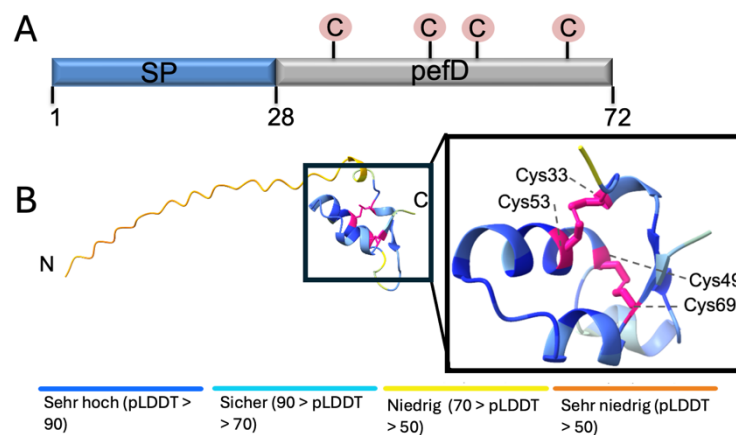 A
C C C C
SP pefD
1 28 72
B
N
C
Cys33
Cys53
Cys49
Cys69
Sehr hoch (pLDDT >
90)
Sicher (90 > pLDDT
> 70)
Niedrig (70 > pLDDT
> 50)
Sehr niedrig (pLDDT
> 50)